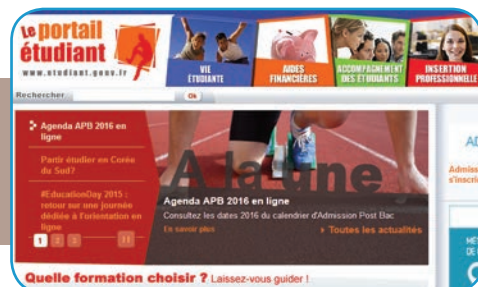 le portail
étudiant
www.etudiant.gouv.fr
VIE
ÉTUDIANTE
AIDES
FINANCIÈRES
ACCOMPAGNEMENT
DES ÉTUDIANTS
INSERTION
PROFESSIONNELLE
Rechercher
Ok
Agenda APB 2016 en
ligne
Partir étudier en Corée
du Sud?
#EducationDay 2015 :
retour sur une journée
dédiée à l'orientation en
ligne
1 2 3
A la une
Agenda APB 2016 en ligne
Consultez les dates 2016 du calendrier d'Admission Post Bac
En savoir plus
Toutes les actualités
AD
Admiss
s'inscri
MÉT
DE
Quelle formation choisir ? Laissez-vous guider !